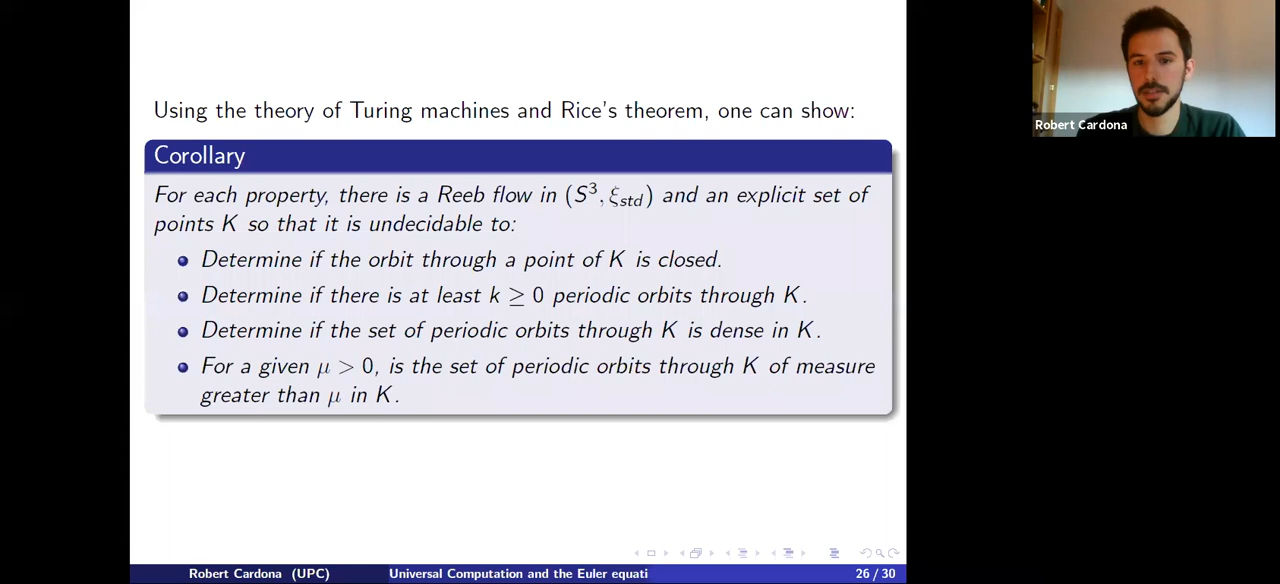 Using the theory of Turing machines and Rice's theorem, one can show:
Corollary
For each property, there is a Reeb flow in (S³, ξ_std) and an explicit set of
points K so that it is undecidable to:
Determine if the orbit through a point of K is closed.
Determine if there is at least k ≥ 0 periodic orbits through K.
Determine if the set of periodic orbits through K is dense in K.
For a given μ > 0, is the set of periodic orbits through K of measure
greater than μ in K.
Robert Cardona (UPC) Universal Computation and the Euler equati 26 / 30
Robert Cardona